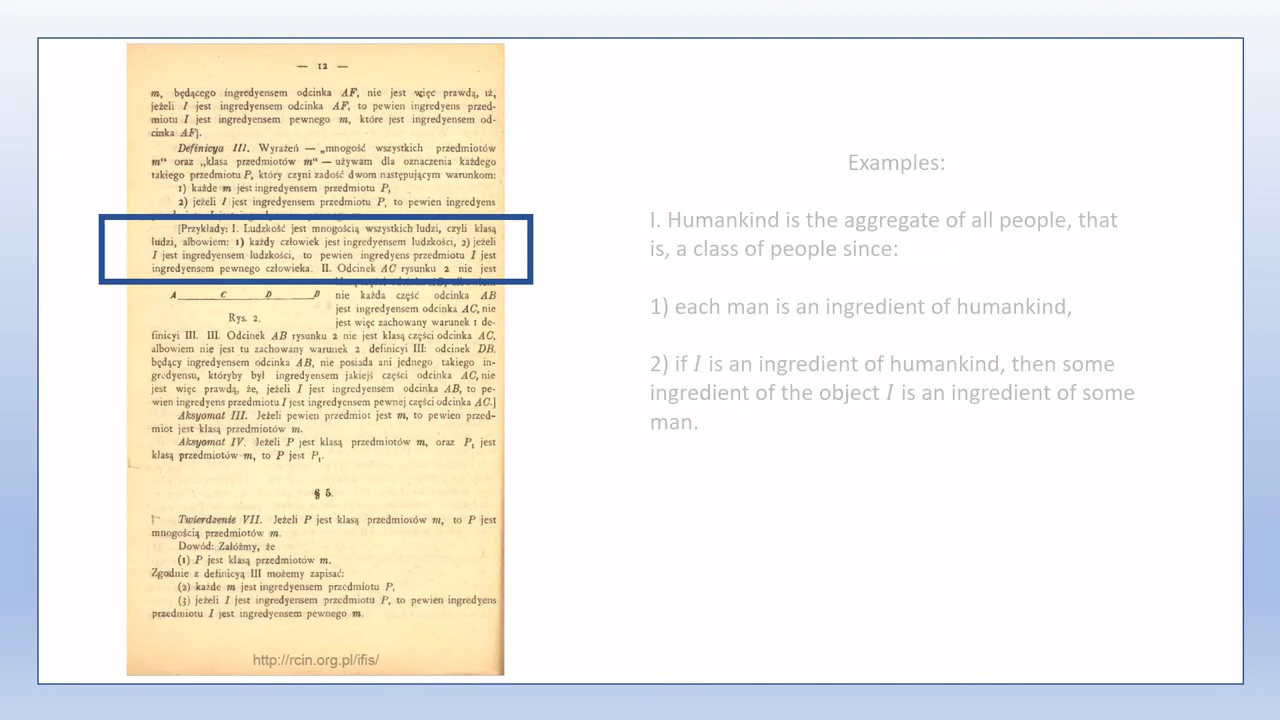 — 12 —
m, będącego ingredyensem odcinka AF, nie jest więc prawdą, iż,
jeżeli I jest ingredyensem odcinka AF, to pewien ingredyens przed-
miotu I jest ingredyensem pewnego m, które jest ingredyensem od-
cinka AF].
Definicya III. Wyrażeń — „mnogość wszystkich przedmiotów
m“ oraz „klasa przedmiotów m“ — używam dla oznaczenia każdego
takiego przedmiotu P, który czyni zadość dwom następującym warunkom:
1) każde m jest ingredyensem przedmiotu P,
2) jeżeli I jest ingredyensem przedmiotu P, to pewien ingredyens
[Przykłady: I. Ludzkość jest mnogością wszystkich ludzi, czyli klasą
ludzi, albowiem: 1) każdy człowiek jest ingredyensem ludzkości, 2) jeżeli
I jest ingredyensem ludzkości, to pewien ingredyens przedmiotu I jest
ingredyensem pewnego człowieka. II. Odcinek AC rysunku 2 nie jest
A C D B
nie każda część odcinka AB
jest ingredyensem odcinka AC, nie
Rys. 2.
jest więc zachowany warunek 1 de-
finicyi III. III. Odcinek AB rysunku 2 nie jest klasą części odcinka AC,
albowiem nie jest tu zachowany warunek 2 definicyi III: odcinek DB,
będący ingredyensem odcinka AB, nie posiada ani jednego takiego in-
gredyensu, któryby był ingredyensem jakiejś części odcinka AC, nie
jest więc prawdą, że, jeżeli I jest ingredyensem odcinka AB, to pe-
wien ingredyens przedmiotu I jest ingredyensem pewnej części odcinka AC.]
Aksyomat III. Jeżeli pewien przedmiot jest m, to pewien przed-
miot jest klasą przedmiotów m.
Aksyomat IV. Jeżeli P jest klasą przedmiotów m, oraz P₁ jest
klasą przedmiotów m, to P jest P₁.
§ 5.
Twierdzenie VII. Jeżeli P jest klasą przedmiotów m, to P jest
mnogością przedmiotów m.
Dowód: Załóżmy, że
(1) P jest klasą przedmiotów m.
Zgodnie z definicyą III możemy zapisać:
(2) każde m jest ingredyensem przedmiotu P,
(3) jeżeli I jest ingredyensem przedmiotu P, to pewien ingredyens
przedmiotu I jest ingredyensem pewnego m.
http://rcin.org.pl/ifis/
Examples:
I. Humankind is the aggregate of all people, that
is, a class of people since:
1) each man is an ingredient of humankind,
2) if I is an ingredient of humankind, then some
ingredient of the object I is an ingredient of some
man.